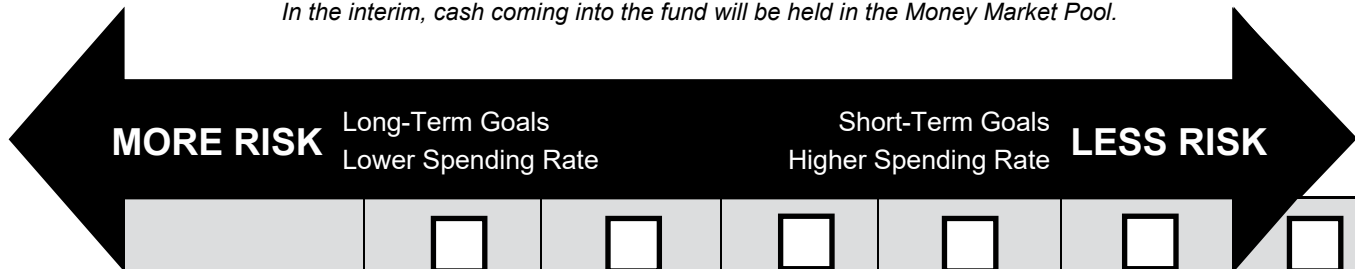 In the interim, cash coming into the fund will be held in the Money Market Pool.
MORE RISK
Long-Term Goals
Lower Spending Rate
Short-Term Goals
Higher Spending Rate
LESS RISK